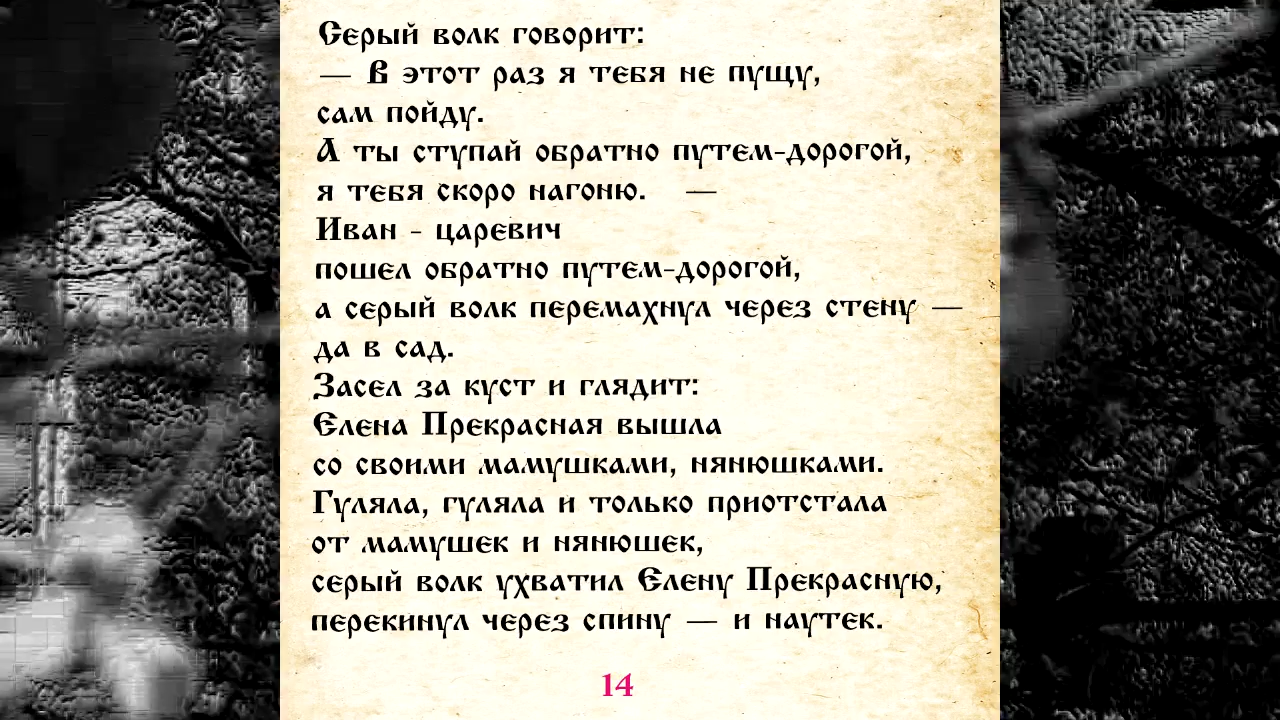 Серый волк говорит:
— В этот раз я тебя не пущу,
сам пойду.
А ты ступай обратно путем-дорогой,
я тебя скоро нагоню. —
Иван - царевич
пошел обратно путем-дорогой,
а серый волк перемахнул через стену —
да в сад.
Засел за куст и глядит:
Елена Прекрасная вышла
со своими мамушками, нянюшками.
Гуляла, гуляла и только приотстала
от мамушек и нянюшек,
серый волк ухватил Елену Прекрасную,
перекинул через спину — и наутек.
14